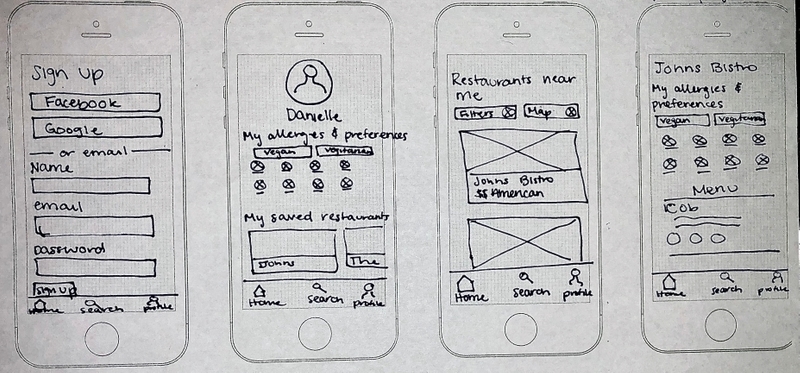 Sign Up
Facebook
Google
or email
Name
email
Password
Sign Up
Home search profile
Danielle
My allergies & preferences
vegan vegitarian
My saved restaurants
Johns The
Home search profile
Restaurants near
me
Filters Map
Johns Bistro
$$ American
Home search profile
Johns Bistro
My allergies &
preferences
vegan vegitarian
Menu
Cob
Home search profile